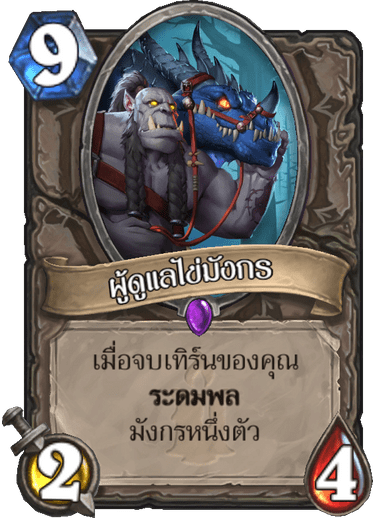 9
ผู้ดูแลไข่มังกร
เมื่อจบเทิร์นของคุณ
ระดมพล
มังกรหนึ่งตัว
2
4